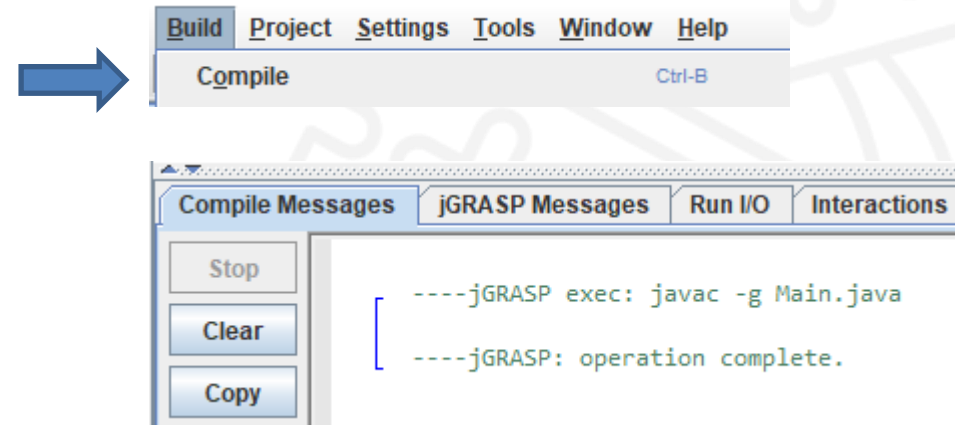 Build Project Settings Tools Window Help
Compile Ctrl-B
Compile Messages jGRASP Messages Run I/O Interactions
Stop
----jGRASP exec: javac -g Main.java
Clear
----jGRASP: operation complete.
Copy